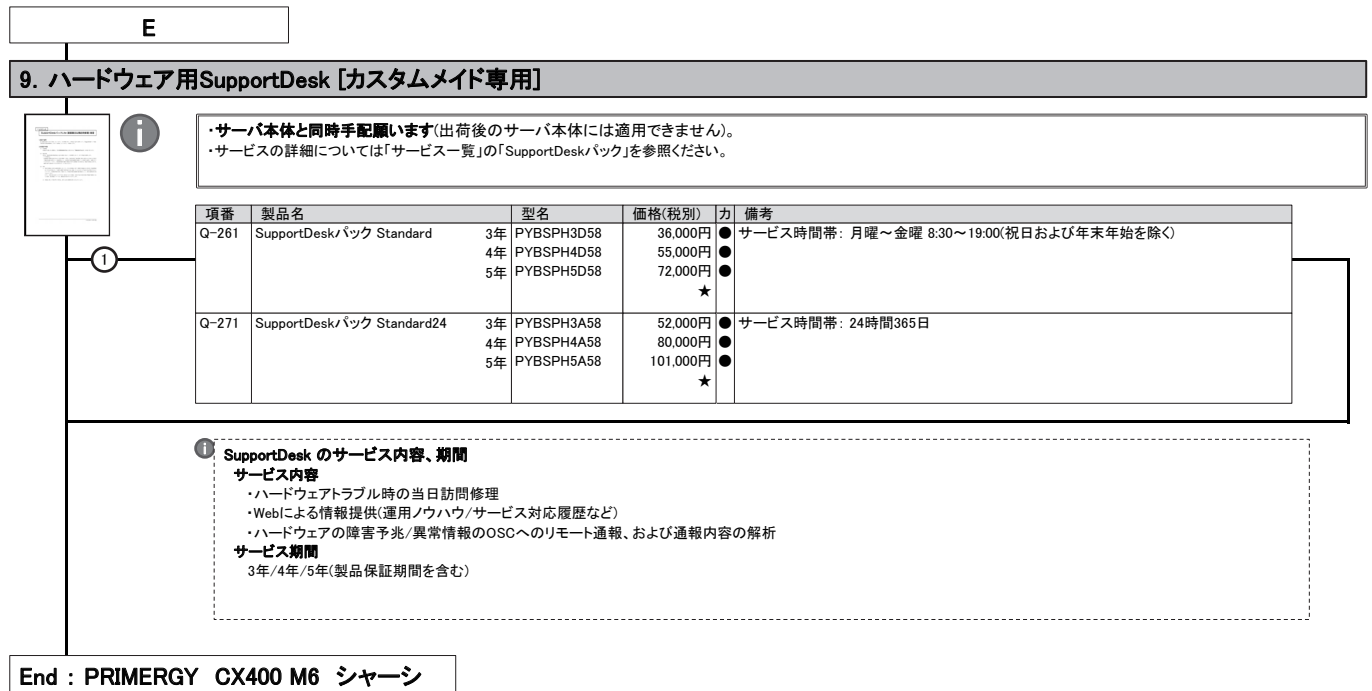 E
9. ハードウェア用SupportDesk [カスタムメイド専用]
・サーバ本体と同時手配願います(出荷後のサーバ本体には適用できません)。
・サービスの詳細については「サービス一覧」の「SupportDeskパック」を参照ください。
項番 製品名 型名 価格(税別) カ 備考
Q-261 SupportDeskパック Standard 3年 PYBSPH3D58 36,000円 ● サービス時間帯: 月曜～金曜 8:30～19:00(祝日および年末年始を除く)
4年 PYBSPH4D58 55,000円 ●
5年 PYBSPH5D58 72,000円 ●
★
① 
Q-271 SupportDeskパック Standard24 3年 PYBSPH3A58 52,000円 ● サービス時間帯: 24時間365日
4年 PYBSPH4A58 80,000円 ●
5年 PYBSPH5A58 101,000円 ●
★
SupportDesk のサービス内容、期間
サービス内容
・ハードウェアトラブル時の当日訪問修理
・Webによる情報提供(運用ノウハウ/サービス対応履歴など)
・ハードウェアの障害予兆/異常情報のOSCへのリモート通報、および通報内容の解析
サービス期間
3年/4年/5年(製品保証期間を含む)
End : PRIMERGY CX400 M6 シャーシ